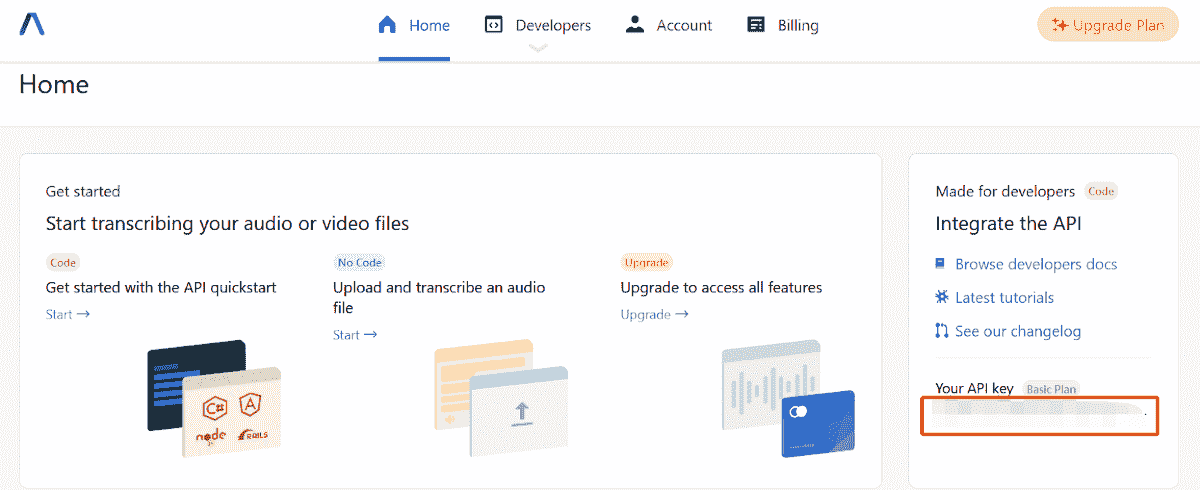 Home
Developers
Account
Billing
Upgrade Plan
Home
Get started
Start transcribing your audio or video files
Code
Get started with the API quickstart
Start →
No Code
Upload and transcribe an audio
file
Start →
Upgrade
Upgrade to access all features
Upgrade →
C#
A
node
JS
RAILS
Made for developers Code
Integrate the API
Browse developers docs
Latest tutorials
See our changelog
Your API key Basic Plan